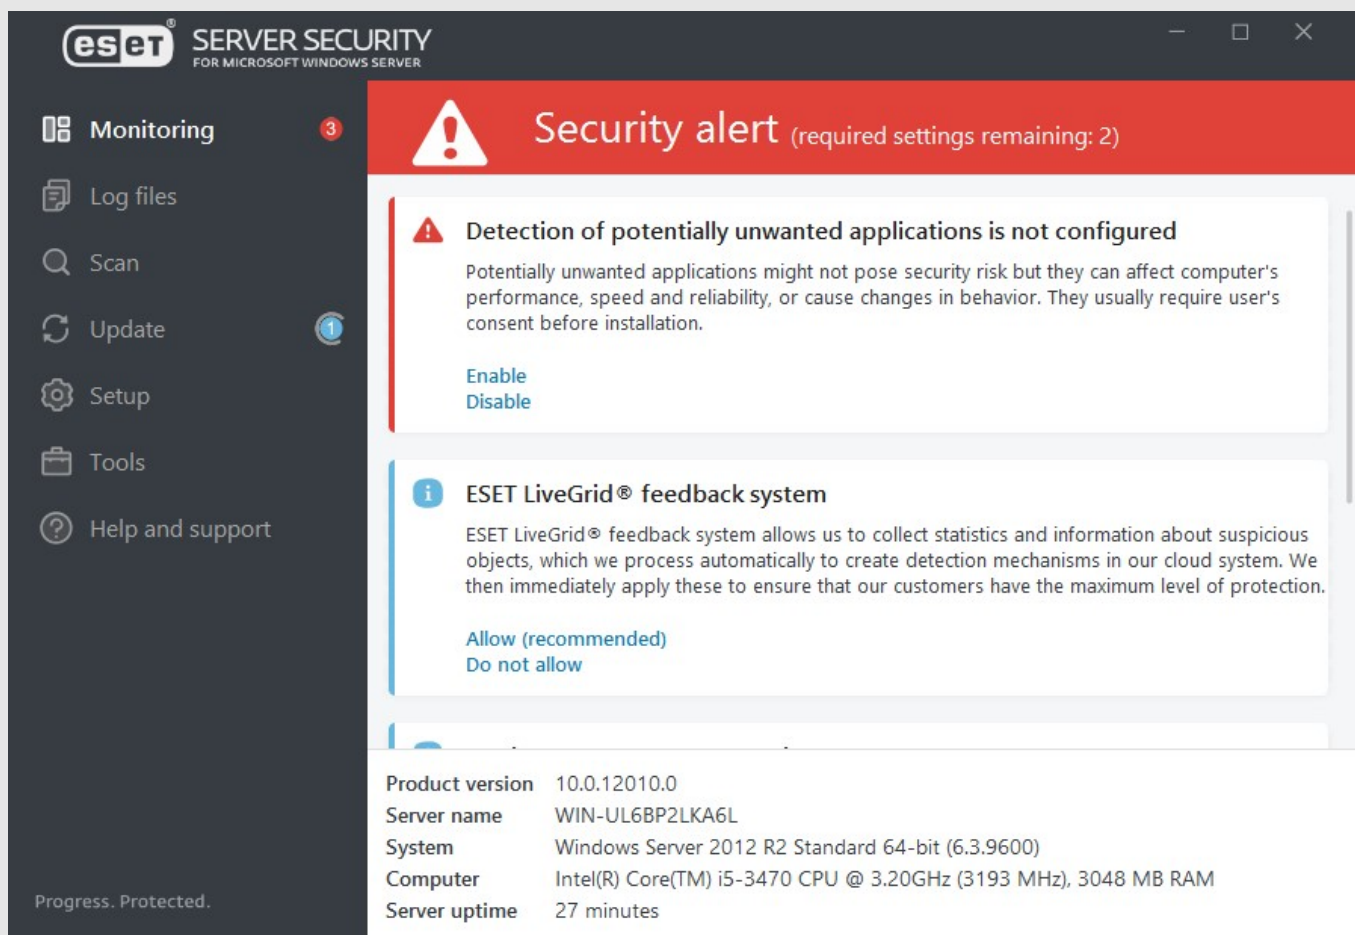 eseT® SERVER SECURITY
FOR MICROSOFT WINDOWS SERVER
Monitoring 3
Log files
Scan
Update 1
Setup
Tools
Help and support
Progress. Protected.
Security alert (required settings remaining: 2)
Detection of potentially unwanted applications is not configured
Potentially unwanted applications might not pose security risk but they can affect computer's
performance, speed and reliability, or cause changes in behavior. They usually require user's
consent before installation.
Enable
Disable
ESET LiveGrid® feedback system
ESET LiveGrid® feedback system allows us to collect statistics and information about suspicious
objects, which we process automatically to create detection mechanisms in our cloud system. We
then immediately apply these to ensure that our customers have the maximum level of protection.
Allow (recommended)
Do not allow
Product version 10.0.12010.0
Server name WIN-UL6BP2LKA6L
System Windows Server 2012 R2 Standard 64-bit (6.3.9600)
Computer Intel(R) Core(TM) i5-3470 CPU @ 3.20GHz (3193 MHz), 3048 MB RAM
Server uptime 27 minutes